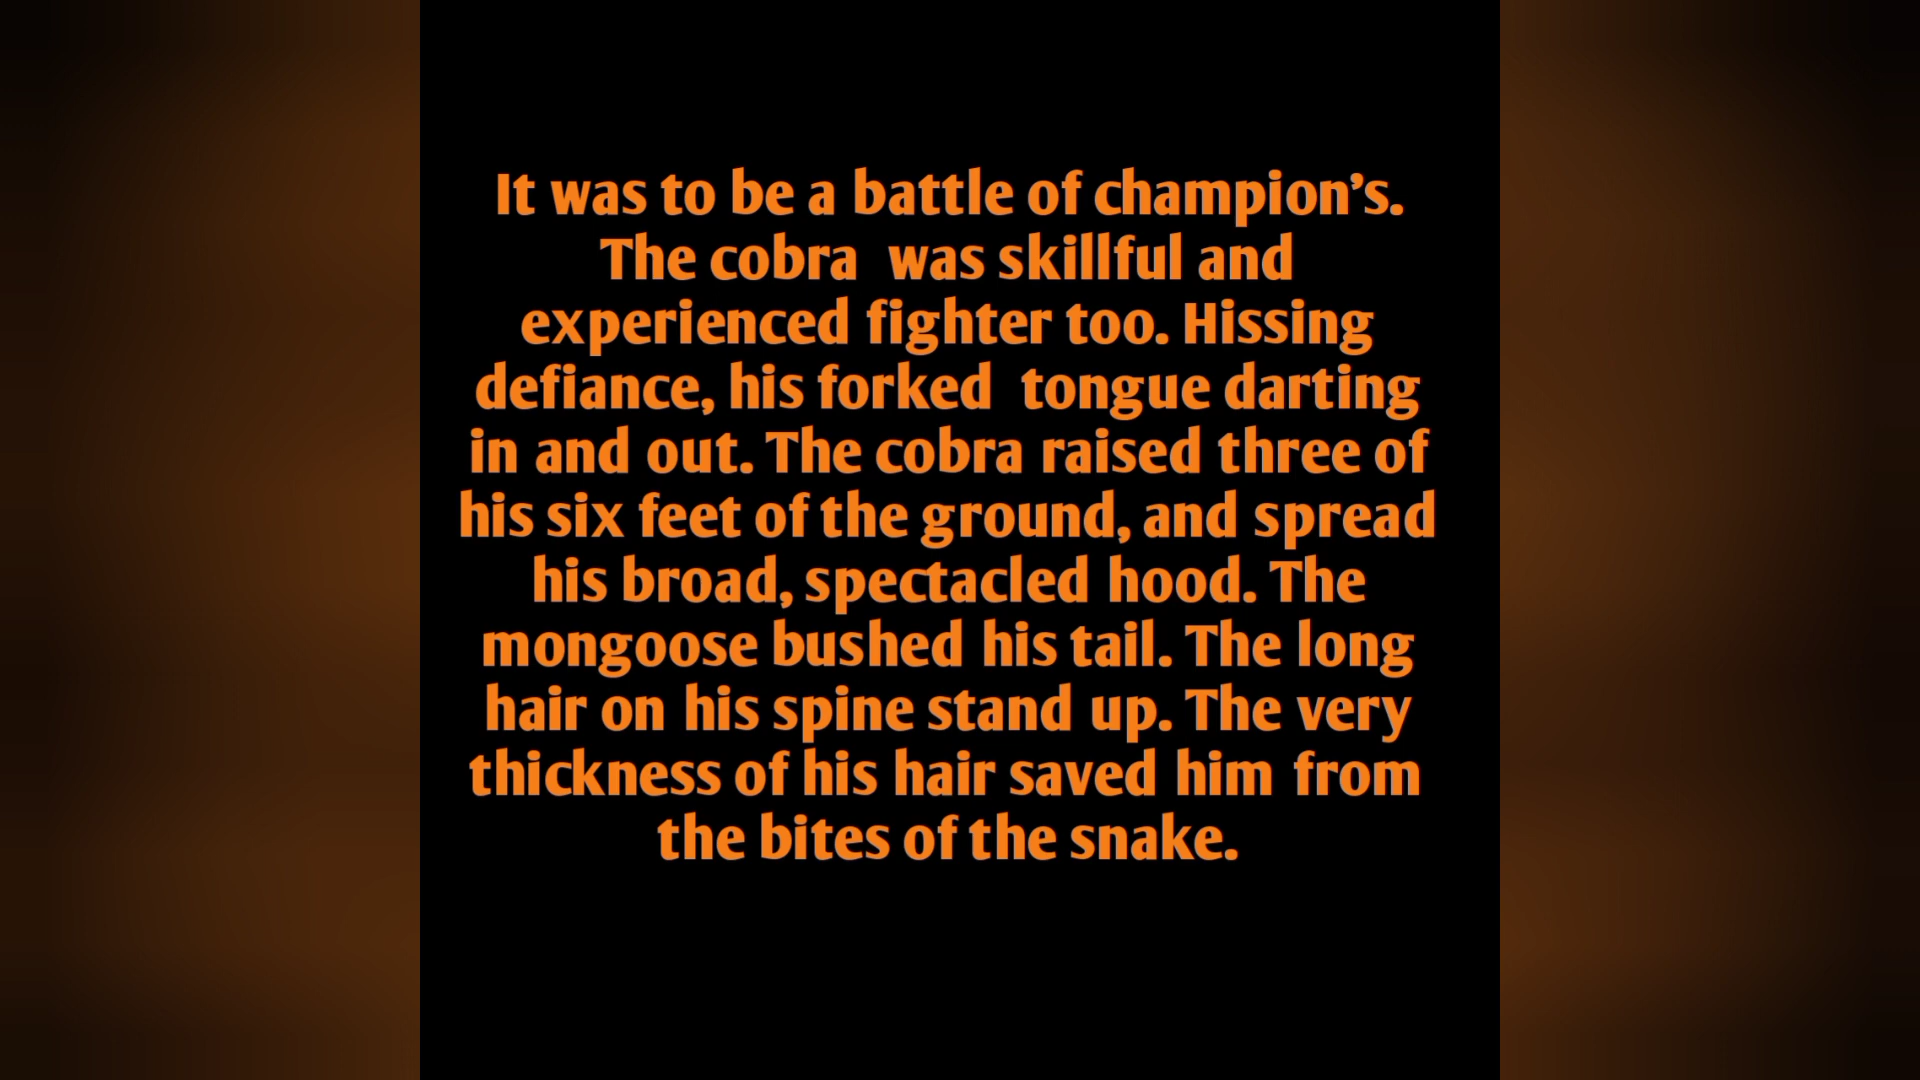 It was to be a battle of champion’s.
The cobra was skillful and
experienced fighter too. Hissing
defiance, his forked tongue darting
in and out. The cobra raised three of
his six feet of the ground, and spread
his broad, spectacled hood. The
mongoose bushed his tail. The long
hair on his spine stand up. The very
thickness of his hair saved him from
the bites of the snake.